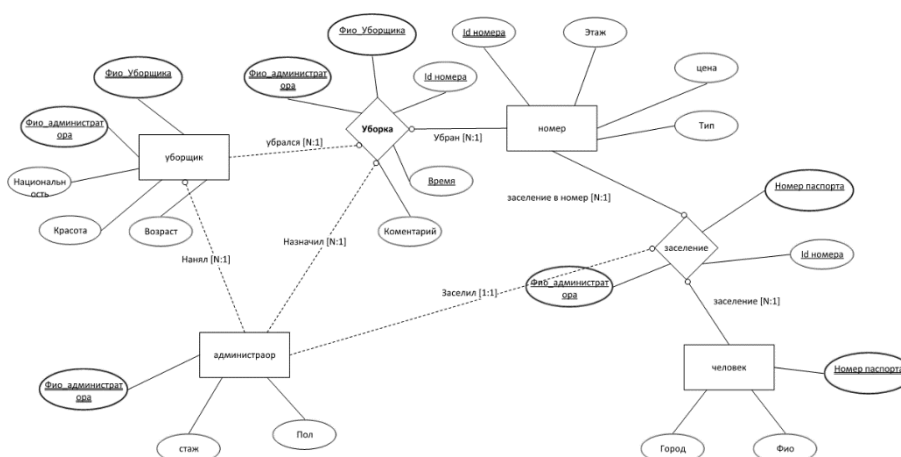 Фио_Уборщика
Id номера
Этаж
Фио_администрат
ора
Id номера
цена
Фио_Уборщика
Фио_администрат
ора
Уборка
номер
Тип
уборщик
убрался [N:1]
Убран [N:1]
Националь
ность
Время
Номер паспорта
заселение в номер [N:1]
Красота
Возраст
Коментарий
Назначил [N:1]
заселение
Id номера
Нанял [N:1]
Фио_администрат
ора
Заселил [1:1]
заселение [N:1]
администраор
человек
Номер паспорта
Фио_администрат
ора
Пол
стаж
Город
Фио